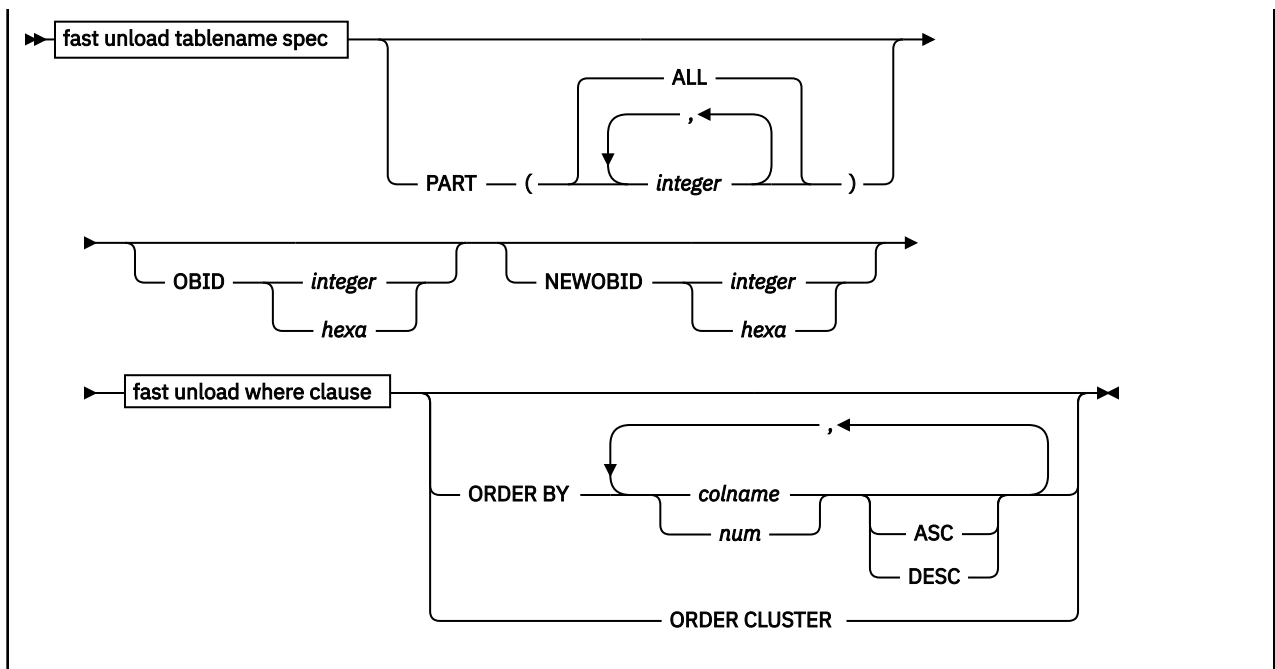 fast unload tablename spec
ALL
,
PART ( integer )
OBID integer NEWOBID integer
hexa hexa
fast unload where clause
,
ORDER BY colname
num ASC
DESC
ORDER CLUSTER